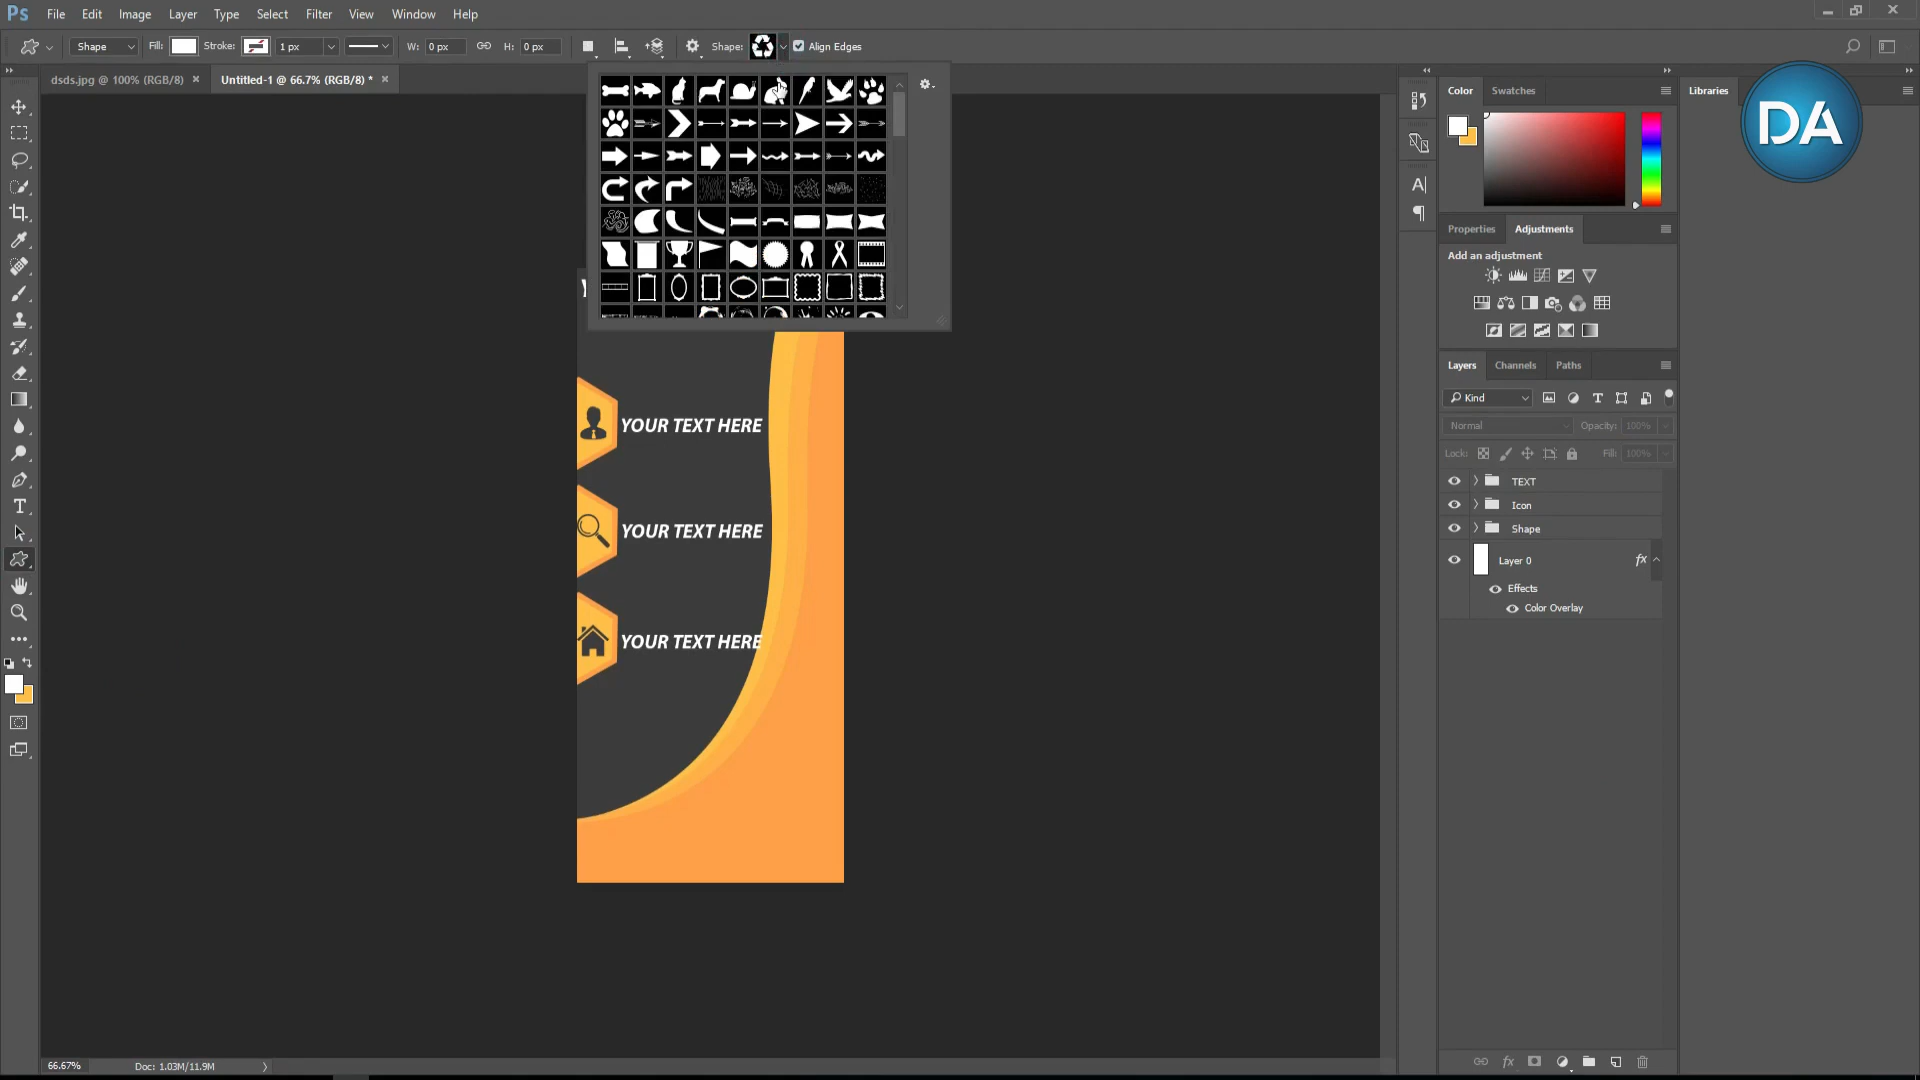 Ps File Edit Image Layer Type Select Filter View Window Help
Shape Fill: Stroke: 1 px W: 0 px H: 0 px Shape: Align Edges
dsds.jpg @ 100% (RGB/8) × Untitled-1 @ 66.7% (RGB/8) * ×
Color Swatches
Libraries
DA
Properties Adjustments
Add an adjustment
Layers Channels Paths
Kind
Normal Opacity: 100%
Lock: Fill: 100%
TEXT
Icon
Shape
Layer 0 fx
Effects
Color Overlay
YOUR TEXT HERE
YOUR TEXT HERE
YOUR TEXT HERE
66.67% Doc: 1.03M/11.9M